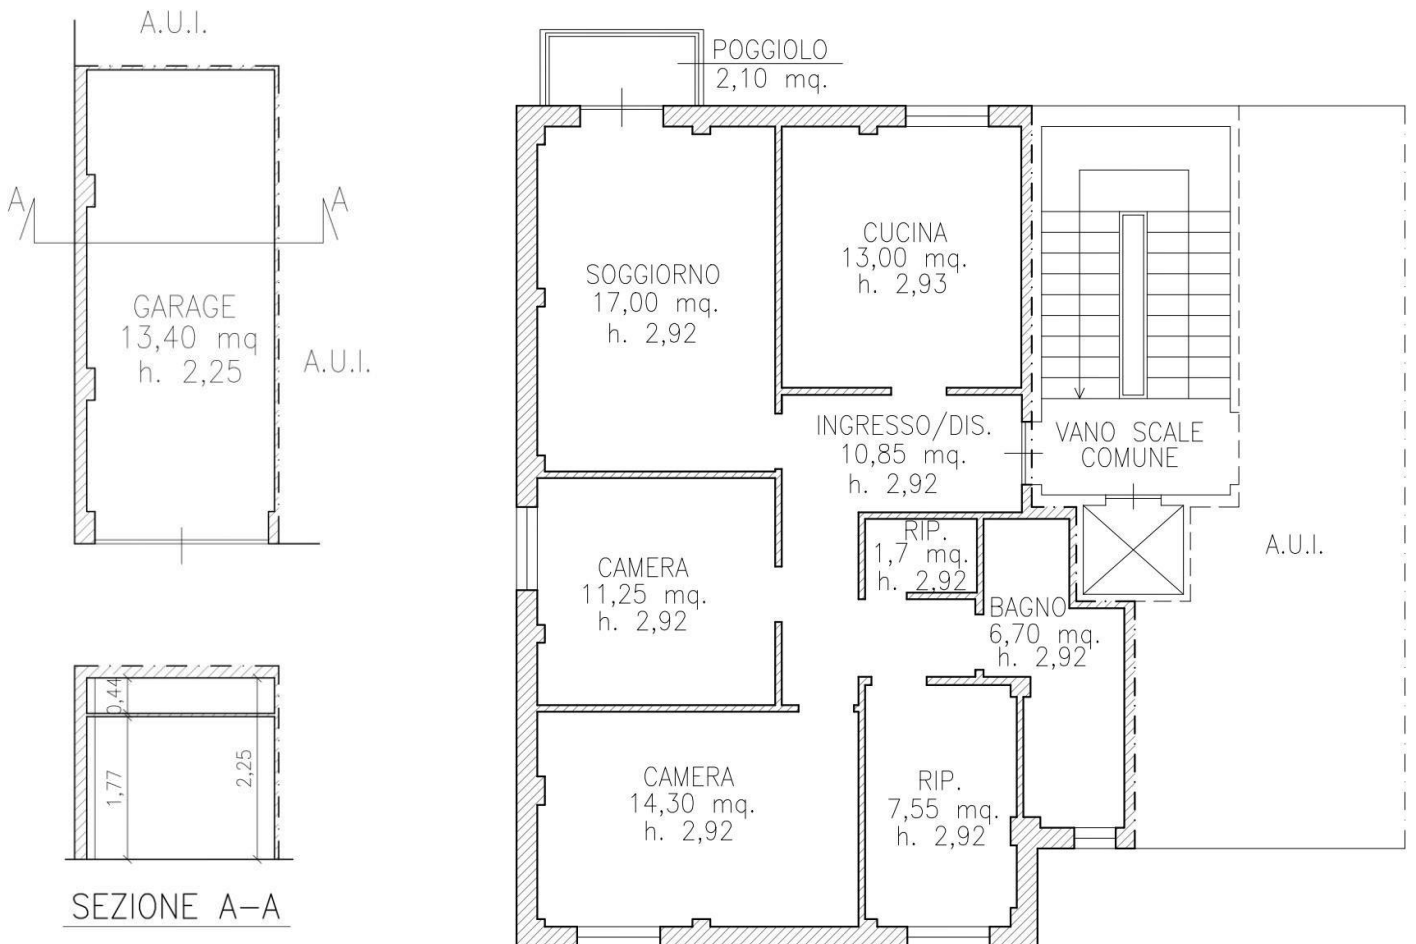 A.U.I.
A
A
GARAGE
13,40 mq
h. 2,25
A.U.I.
0,44
1,77
2,25
SEZIONE A-A
POGGIOLO
2,10 mq.
SOGGIORNO
17,00 mq.
h. 2,92
CUCINA
13,00 mq.
h. 2,93
INGRESSO/DIS.
10,85 mq.
h. 2,92
VANO SCALE
COMUNE
RIP.
1,7 mq.
h. 2,92
CAMERA
11,25 mq.
h. 2,92
BAGNO
6,70 mq.
h. 2,92
A.U.I.
CAMERA
14,30 mq.
h. 2,92
RIP.
7,55 mq.
h. 2,92